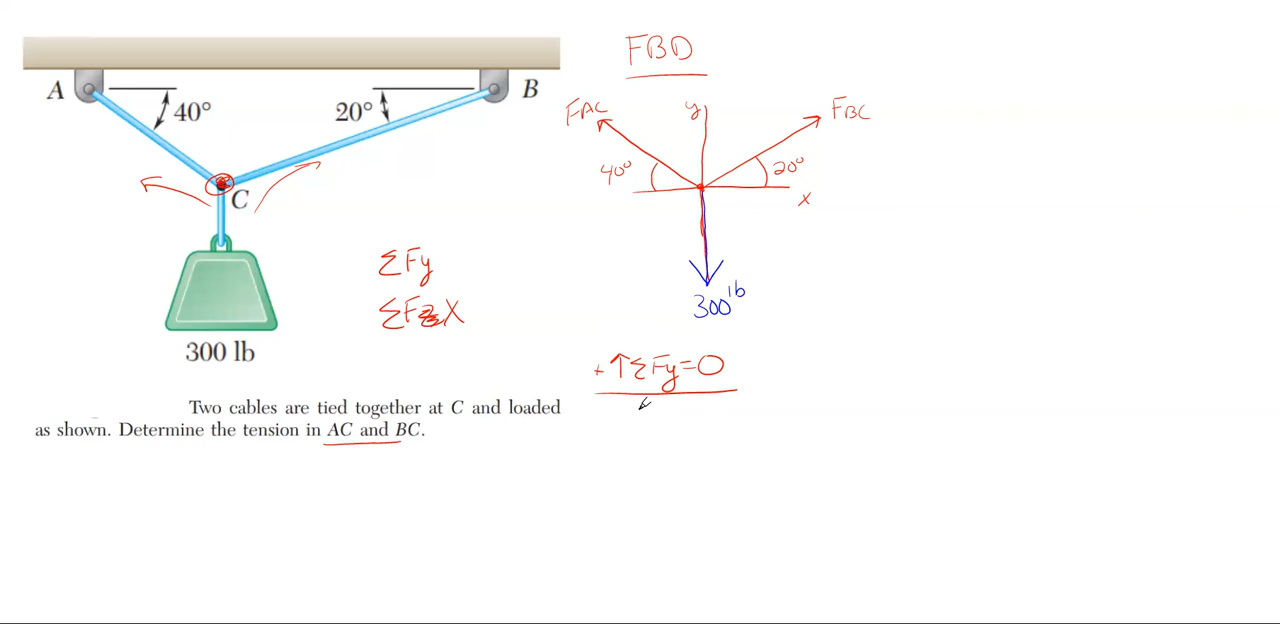 A
B
40°
20°
C
300 lb
Two cables are tied together at C and loaded
as shown. Determine the tension in AC and BC.
ΣFy
ΣFX
FBD
FAC
y
FBC
40°
20°
x
300 lb
+↑ΣFy=0